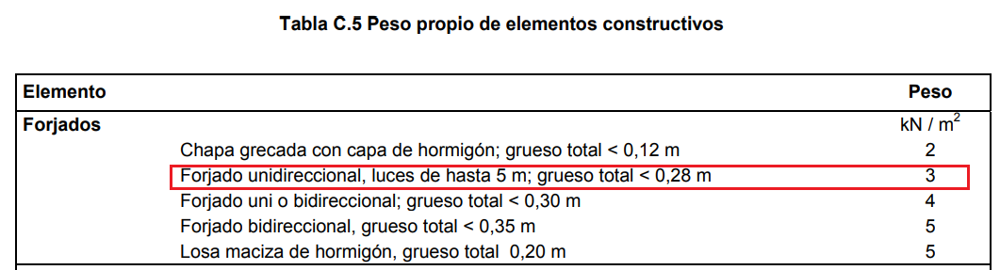 Tabla C.5 Peso propio de elementos constructivos
Elemento Peso
Forjados kN / m²
Chapa grecada con capa de hormigón; grueso total < 0,12 m 2
Forjado unidireccional, luces de hasta 5 m; grueso total < 0,28 m 3
Forjado uni o bidireccional; grueso total < 0,30 m 4
Forjado bidireccional, grueso total < 0,35 m 5
Losa maciza de hormigón, grueso total 0,20 m 5